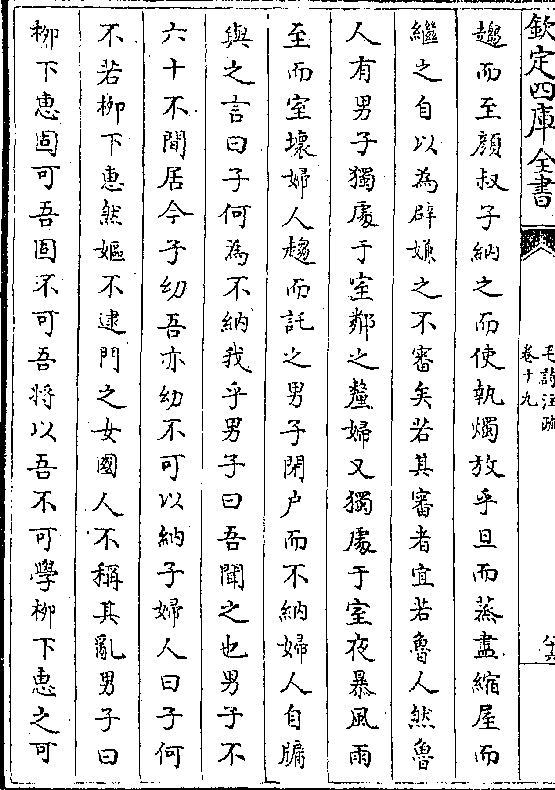 欽定四庫全書
毛詩注疏
卷十九
趨而至顔叔子納之而使執燭放乎旦而蒸盡縮屋而
繼之自以為辟嫌之不審矣若其審者宜若魯人然魯
人有男子獨處于室鄰之釐婦又獨處于室夜暴風雨
至而室壞婦人趨而託之男子閉户而不納婦人自牖
與之言曰子何為不納我乎男子曰吾聞之也男子不
六十不間居今子幼吾亦幼不可以納子婦人曰子何
不若柳下惠然嫗不逮門之女國人不稱其亂男子曰
柳下惠固可吾固不可吾將以吾不可學柳下惠之可